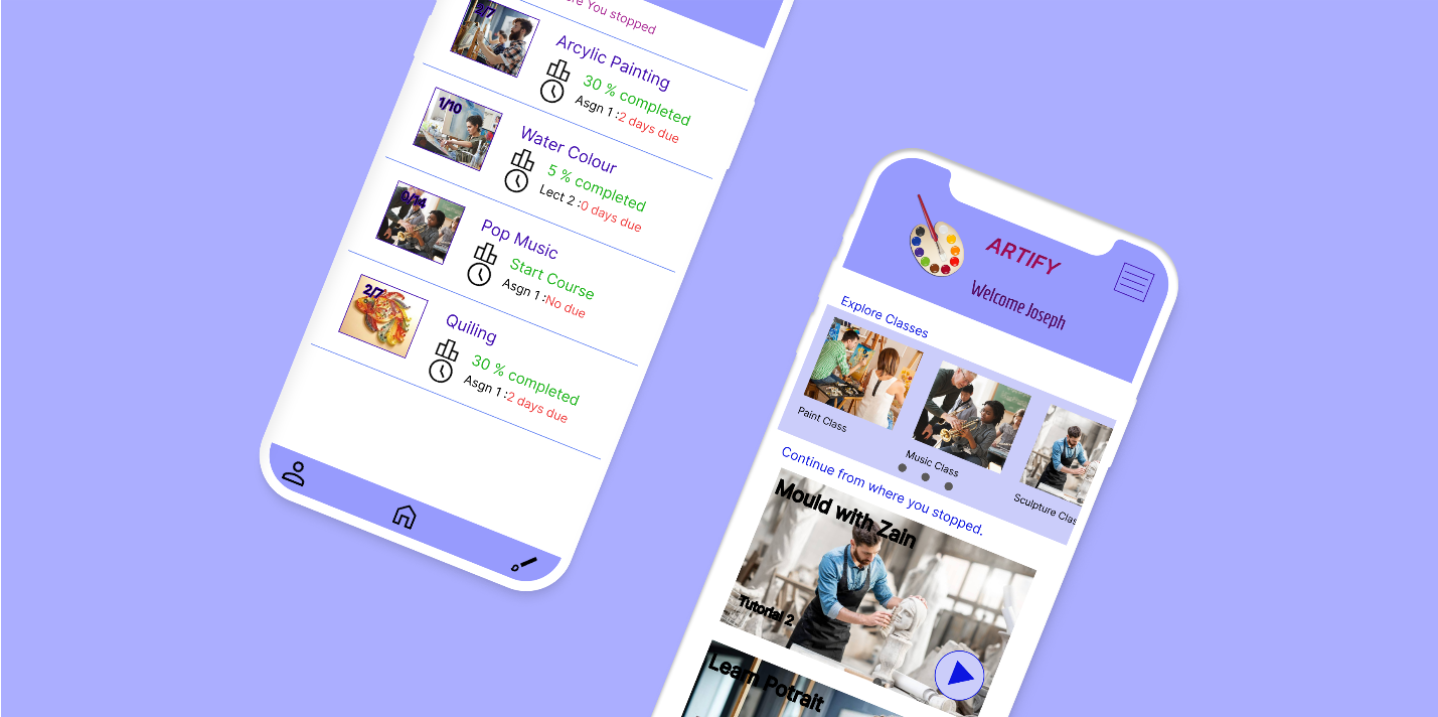 You stopped
2/7
Arcylic Painting
30 % completed
Asgn 1 :2 days due
1/10
Water Colour
5 % completed
Lect 2 :0 days due
0/14
Pop Music
Start Course
Asgn 1 :No due
2/7
Quiling
30 % completed
Asgn 1 :2 days due
ARTIFY
Welcome Joseph
Explore Classes
Paint Class
Music Class
Sculpture Clas
Continue from where you stopped.
Mould with Zain
Tutorial 2
Learn Potrait